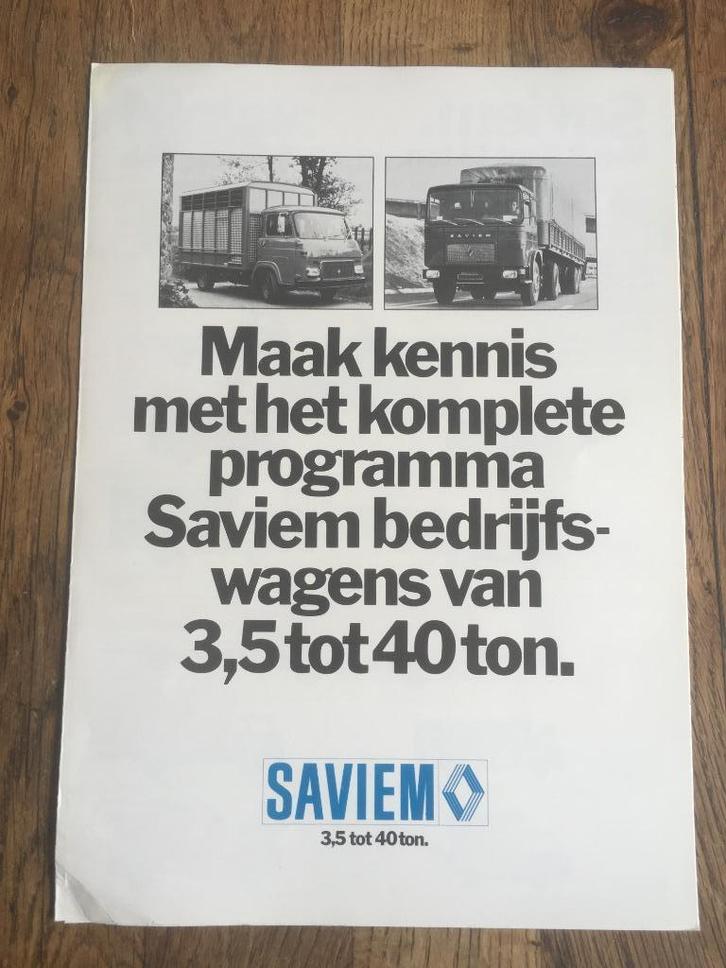 SAVIEM
Maak kennis
met het komplete
programma
Saviem bedrijfs-
wagens van
3,5 tot 40 ton.
SAVIEM
3,5 tot 40 ton.